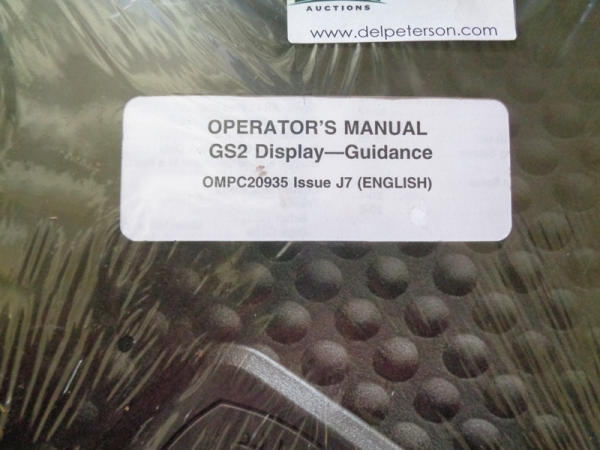 AUCTIONS
www.delpeterson.com
OPERATOR'S MANUAL
GS2 Display—Guidance
OMPC20935 Issue J7 (ENGLISH)